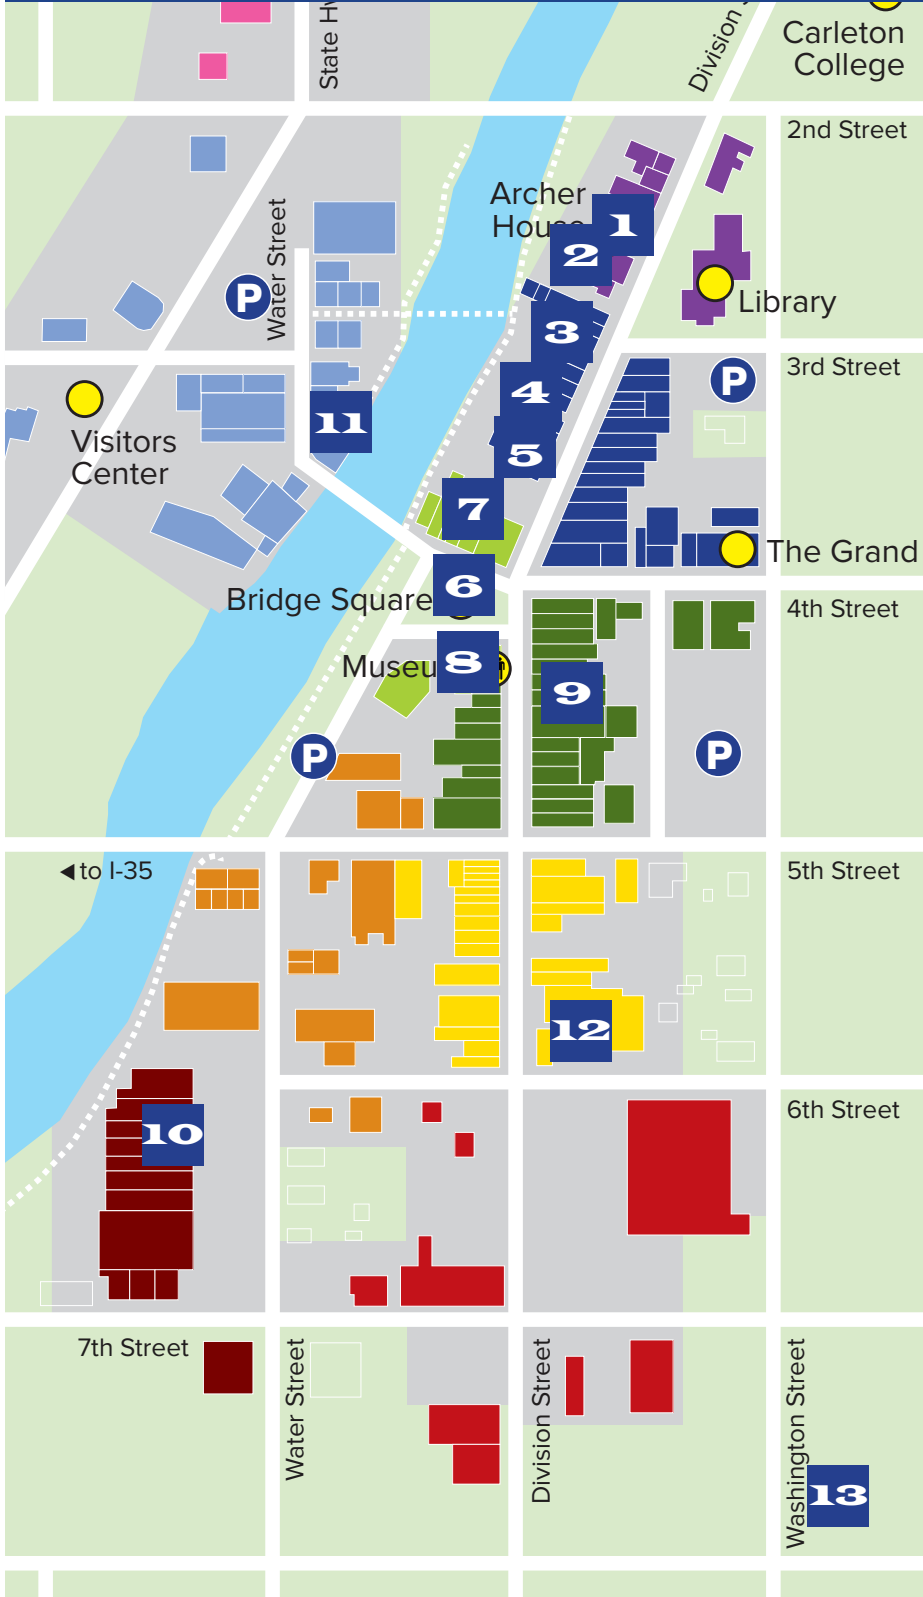 State H
Division
Carleton
College
2nd Street
Archer
House
1
2
Water Street
P
Library
3
3rd Street
P
4
11
Visitors
Center
5
7
The Grand
6
Bridge Square
4th Street
8
Museu
9
P
P
◄ to I-35
5th Street
12
10
6th Street
7th Street
Water Street
Division Street
Washington Street
13